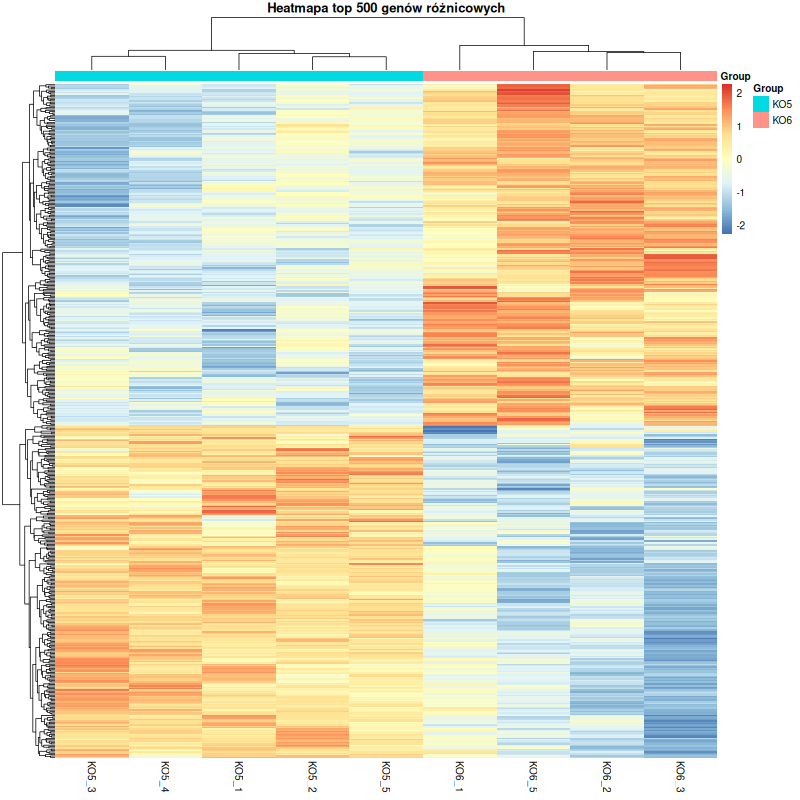 Heatmapa top 500 genów różnicowych
Group
2
1
0
-1
-2
Group
KO5
KO6
KO5_3
KO5_4
KO5_1
KO5_2
KO5_5
KO6_1
KO6_5
KO6_2
KO6_3